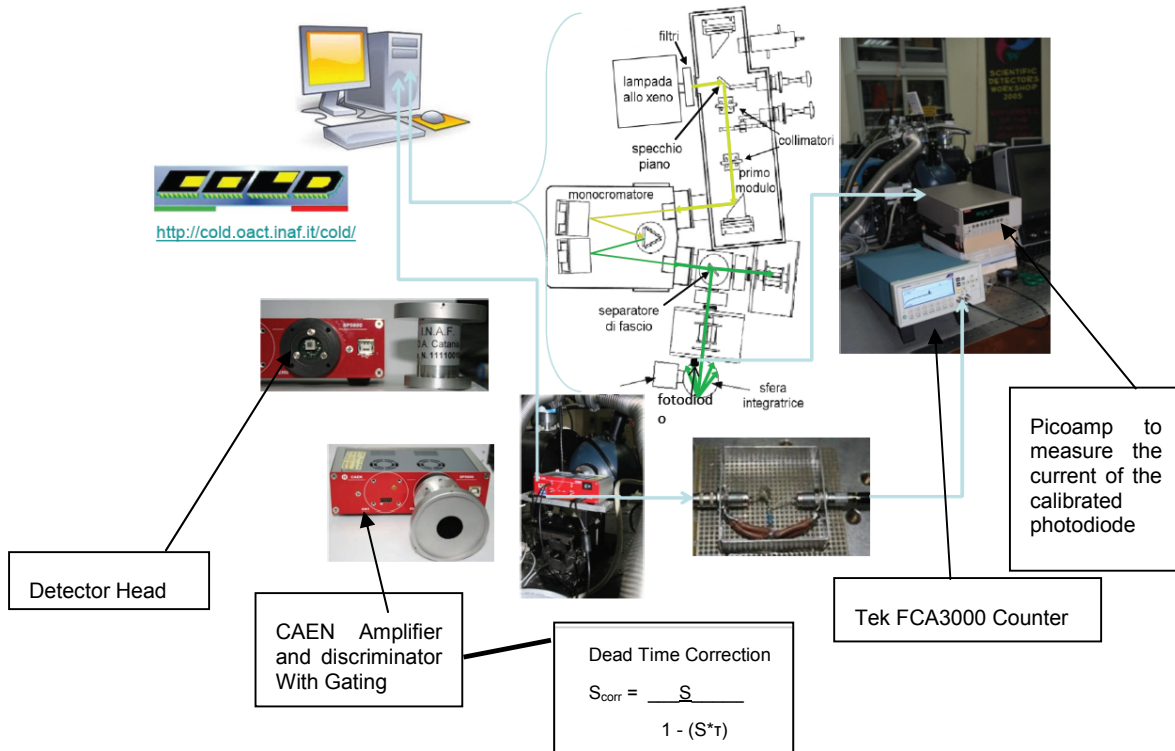 filtri
lampada
allo xeno
specchio
piano
collimatori
primo
modulo
monocromatore
separatore
di fascio
fotodiod
o
sfera
integratrice
COLD
http://cold.oact.inaf.it/cold/
SCIENTIFIC
DETECTORS
WORKSHOP
2005
SP5600
I.N.A.F.
CAEN
Picoamp to
measure the
current of the
calibrated
photodiode
Detector Head
CAEN Amplifier
and discriminator
With Gating
Tek FCA3000 Counter
Dead Time Correction
Scorr = S
1 - (S*τ)